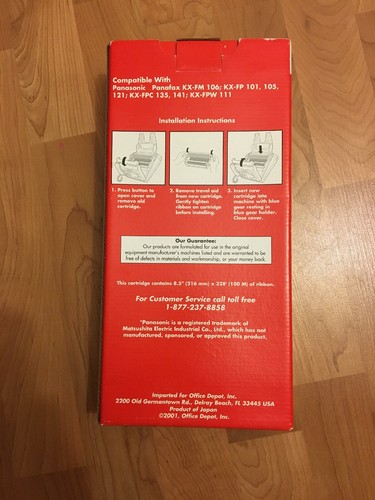 Compatible With
Panasonic Panafax KX-FM 106; KX-FP 101, 105,
121; KX-FPC 135, 141; KX-FPW 111
Installation Instructions
1. Press button to
open cover and
remove old
cartridge.
2. Remove travel aid
from new cartridge.
Gently tighten
ribbon on cartridge
before installing.
3. Insert new
cartridge into
machine with blue
gear resting in
blue gear holder.
Close cover.
Our Guarantee:
Our products are formulated for use in the original
equipment manufacturer's machines listed and are warranted to be
free of defects in materials and workmanship, or your money back.
This cartridge contains 8.5" (216 mm) x 328' (100 M) of ribbon.
For Customer Service call toll free
1-877-237-8858
"Panasonic is a registered trademark of
Matsushita Electric Industrial Co., Ltd., which has not
manufactured, sponsored, or approved this product.
Imported for Office Depot, Inc.
2200 Old Germantown Rd., Delray Beach, FL 33445 USA
Product of Japan
©2001, Office Depot, Inc.